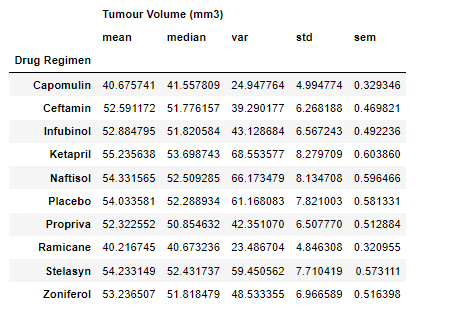 Tumour Volume (mm3)
mean median var std sem
Drug Regimen
Capomulin 40.675741 41.557809 24.947764 4.994774 0.329346
Ceftamin 52.591172 51.776157 39.290177 6.268188 0.469821
Infubinol 52.884795 51.820584 43.128684 6.567243 0.492236
Ketapril 55.235638 53.698743 68.553577 8.279709 0.603860
Naftisol 54.331565 52.509285 66.173479 8.134708 0.596466
Placebo 54.033581 52.288934 61.168083 7.821003 0.581331
Propriva 52.322552 50.854632 42.351070 6.507770 0.512884
Ramicane 40.216745 40.673236 23.486704 4.846308 0.320955
Stelasyn 54.233149 52.431737 59.450562 7.710419 0.573111
Zoniferol 53.236507 51.818479 48.533355 6.966589 0.516398